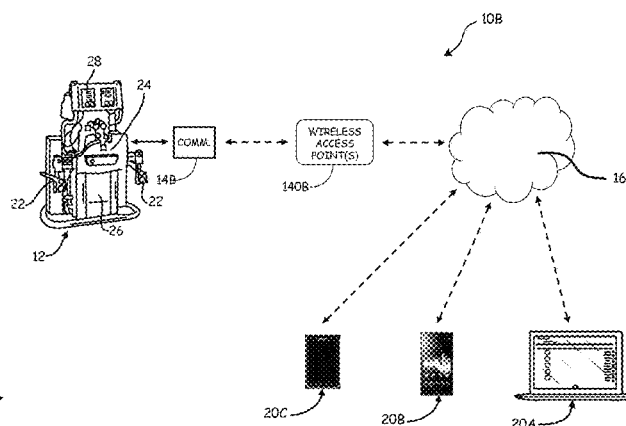 10B
28
24
COMM.
WIRELESS
ACCESS
POINT(S)
14B
140B
16
22
22
26
12
20C
20B
20A